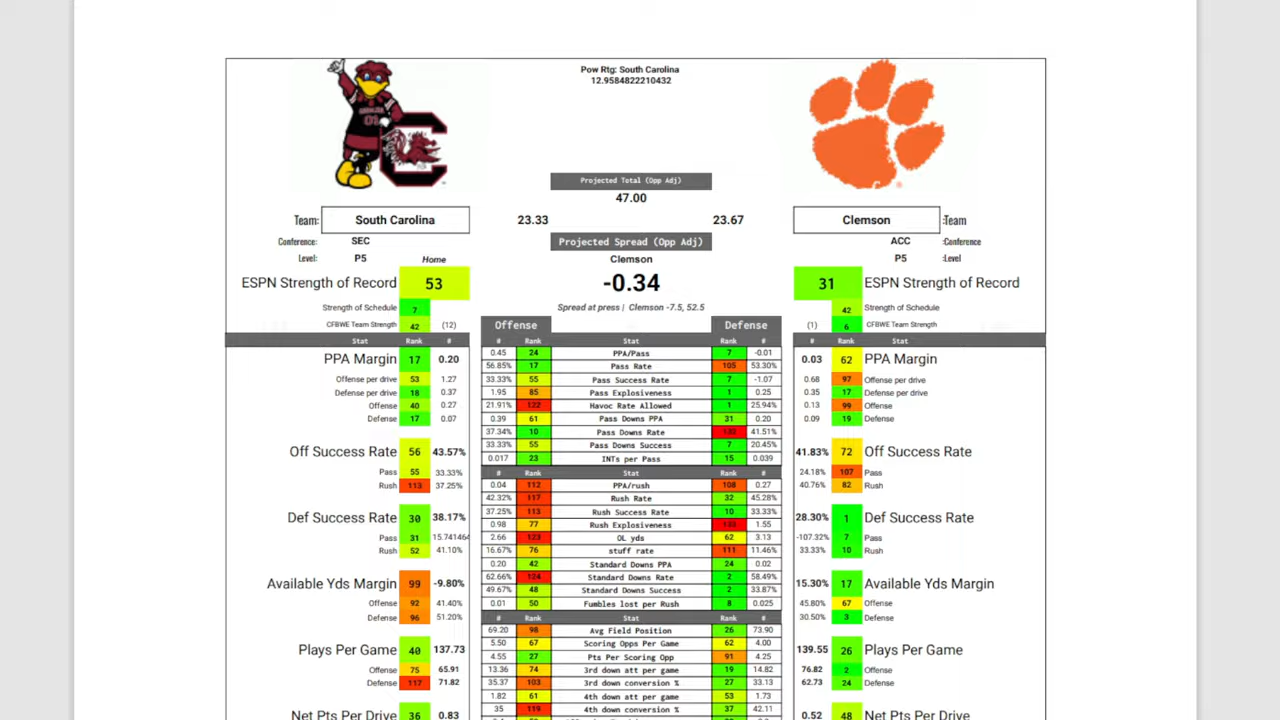 Pow Rtg: South Carolina
12.9584822210432
Projected Total (Opp Adj)
47.00
Team: South Carolina 23.33 23.67 Clemson :Team
Conference: SEC Projected Spread (Opp Adj) ACC :Conference
Level: P5 Home Clemson P5 :Level
ESPN Strength of Record 53 -0.34 31 ESPN Strength of Record
Strength of Schedule 7 Spread at press | Clemson -7.5, 52.5 42 Strength of Schedule
CFBWE Team Strength 42 (12) Offense Defense (1) 6 CFBWE Team Strength
Stat Rank # # Rank Stat Rank # # Rank Stat
PPA Margin 17 0.20 0.45 24 PPA/Pass 7 -0.01 0.03 62 PPA Margin
56.85% 17 Pass Rate 105 53.30%
Offense per drive 53 1.27 33.33% 55 Pass Success Rate 7 -1.07 0.68 97 Offense per drive
Defense per drive 18 0.37 1.95 85 Pass Explosiveness 1 0.25 0.35 17 Defense per drive
Offense 40 0.27 21.91% 122 Havoc Rate Allowed 1 25.94% 0.13 99 Offense
Defense 17 0.07 0.39 61 Pass Downs PPA 31 0.20 0.09 19 Defense
37.34% 10 Pass Downs Rate 41.51%
Off Success Rate 56 43.57% 33.33% 55 Pass Downs Success 7 20.45% 41.83% 72 Off Success Rate
0.017 23 INTs per Pass 15 0.039
Pass 55 33.33% # Rank Stat Rank # 24.18% 107 Pass
Rush 113 37.25% 0.04 112 PPA/rush 108 0.27 40.76% 82 Rush
42.32% 117 Rush Rate 32 45.28%
Def Success Rate 30 38.17% 37.25% 113 Rush Success Rate 10 33.33% 28.30% 1 Def Success Rate
0.98 77 Rush Explosiveness 1.55
Pass 31 15.741464 2.66 123 OL yds 62 3.13 -107.32% 7 Pass
Rush 52 41.10% 16.67% 76 stuff rate 111 11.46% 33.33% 10 Rush
0.20 42 Standard Downs PPA 24 0.02
Available Yds Margin 99 -9.80% 62.66% 124 Standard Downs Rate 2 58.49% 15.30% 17 Available Yds Margin
49.67% 48 Standard Downs Success 2 33.87%
Offense 92 41.40% 0.01 50 Fumbles lost per Rush 8 0.025 45.80% 67 Offense
Defense 96 51.20% # Rank Stat Rank # 30.50% 3 Defense
69.20 98 Avg Field Position 26 73.90
Plays Per Game 40 137.73 5.50 67 Scoring Opps Per Game 62 4.00 139.55 26 Plays Per Game
4.55 27 Pts Per Scoring Opp 91 4.25
Offense 75 65.91 13.36 74 3rd down att per game 19 14.82 76.82 2 Offense
Defense 117 71.82 35.37 103 3rd down conversion % 27 33.13 62.73 24 Defense
1.82 61 4th down att per game 53 1.73
Net Pts Per Drive 36 0.83 35 119 4th down conversion % 37 42.11 0.52 48 Net Pts Per Drive